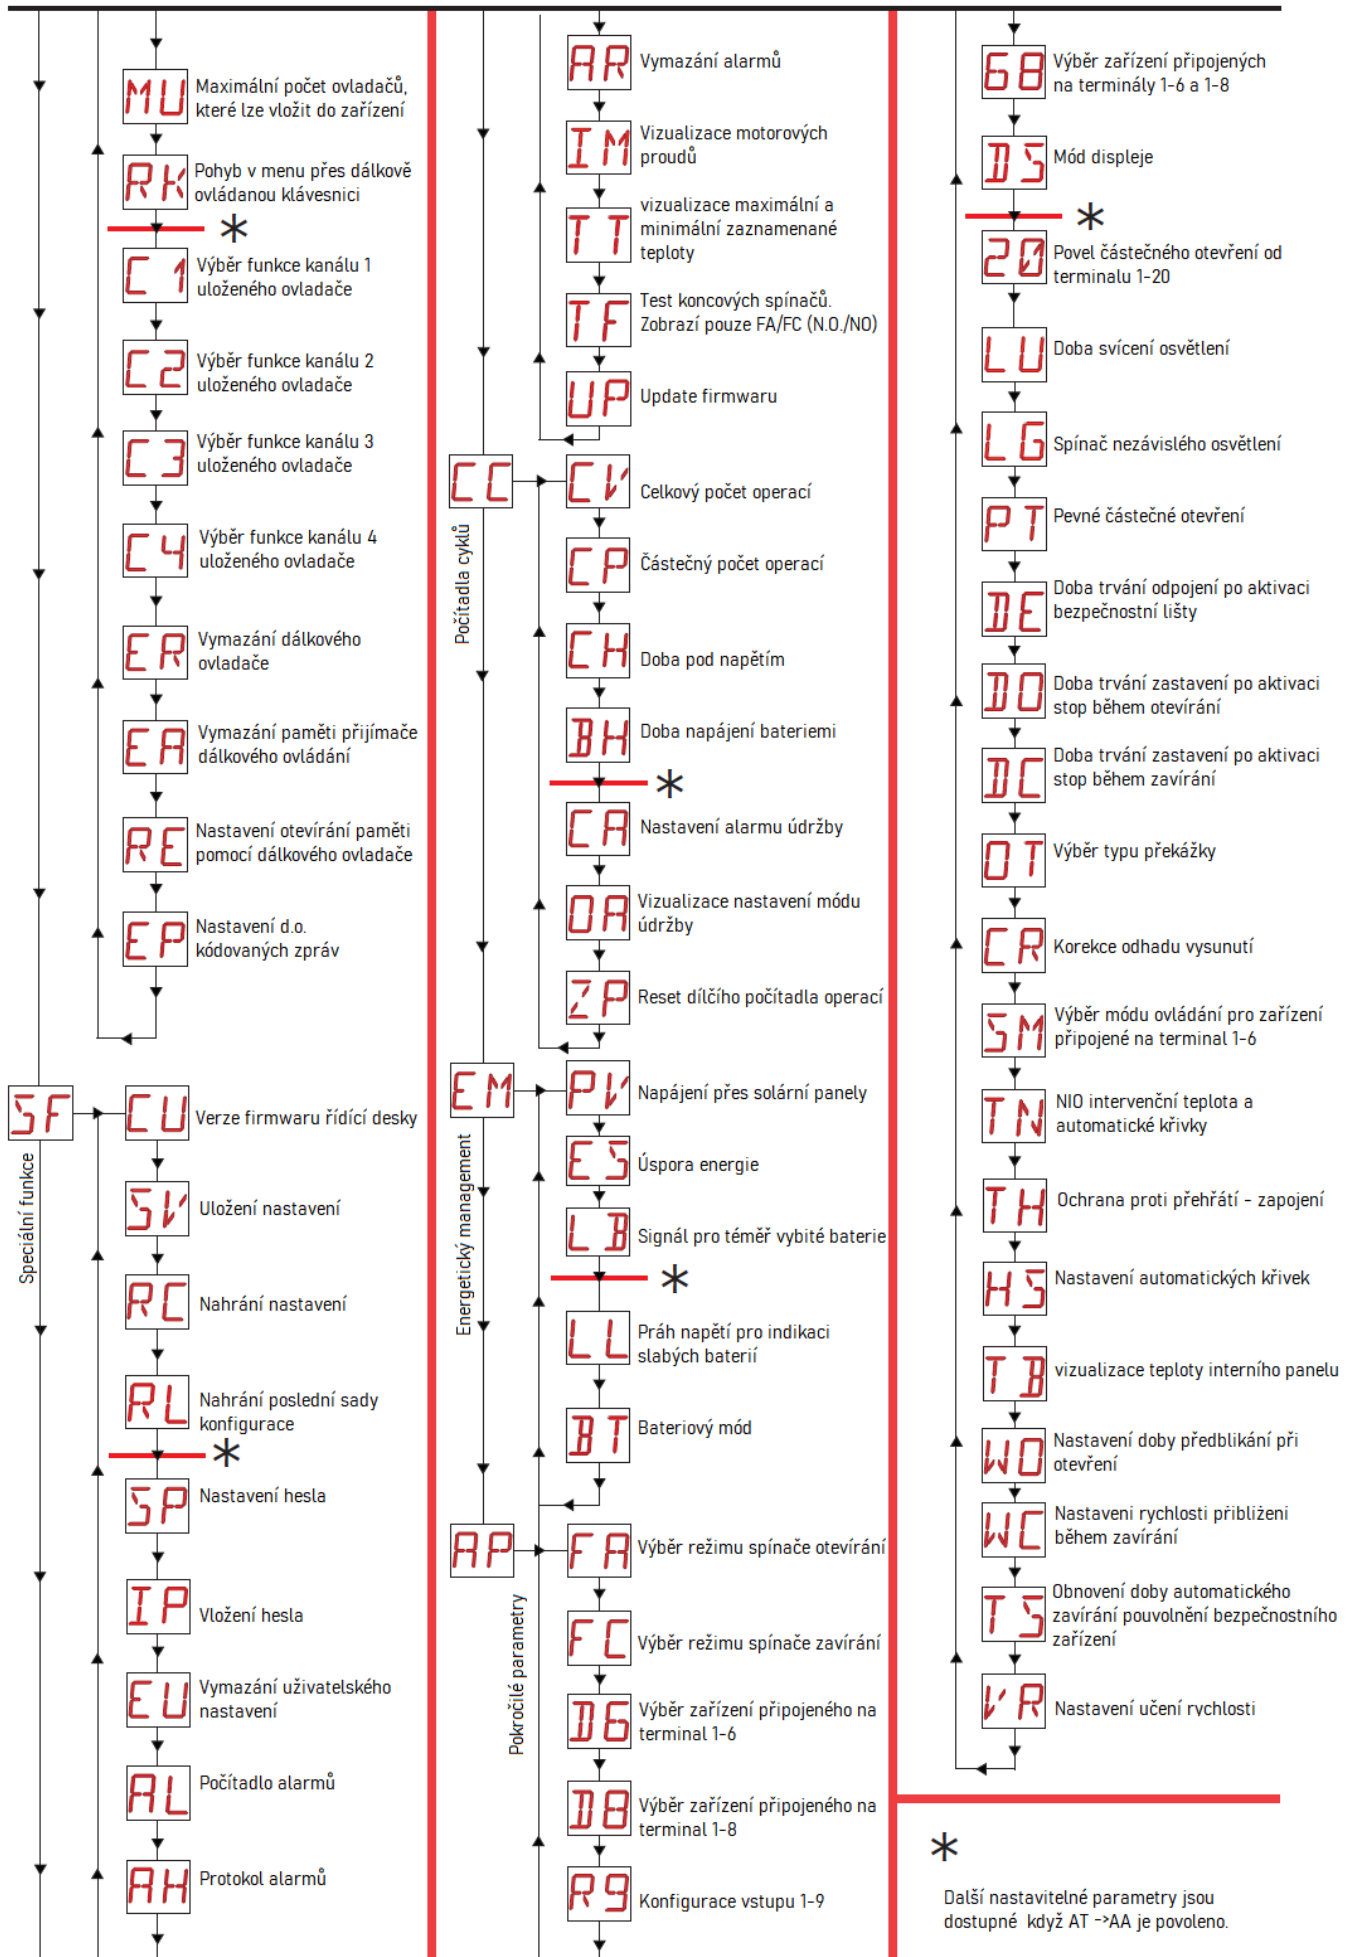 MU
Maximální počet ovladačů,
které lze vložit do zařízení
RK
Pohyb v menu přes dálkově
ovládanou klávesnici
*
C1
Výběr funkce kanálu 1
uloženého ovladače
C2
Výběr funkce kanálu 2
uloženého ovladače
C3
Výběr funkce kanálu 3
uloženého ovladače
C4
Výběr funkce kanálu 4
uloženého ovladače
ER
Vymazání dálkového
ovladače
EA
Vymazání paměti přijímače
dálkového ovládání
RE
Nastavení otevírání paměti
pomocí dálkového ovladače
EP
Nastavení d.o.
kódovaných zpráv
SF
Speciální funkce
CU
Verze firmwaru řídící desky
SV
Uložení nastavení
RC
Nahrání nastavení
RL
Nahrání poslední sady
konfigurace
*
SP
Nastavení hesla
IP
Vložení hesla
EU
Vymazání uživatelského
nastavení
AL
Počítadlo alarmů
AH
Protokol alarmů
AR
Vymazání alarmů
IM
Vizualizace motorových
proudů
TT
vizualizace maximální a
minimální zaznamenané
teploty
TF
Test koncových spínačů.
Zobrazí pouze FA/FC (N.O./NO)
UP
Update firmwaru
CC
Počítadla cyklů
CV
Celkový počet operací
CP
Částečný počet operací
CH
Doba pod napětím
BH
Doba napájení bateriemi
*
CA
Nastavení alarmu údržby
OA
Vizualizace nastavení módu
údržby
ZP
Reset dílčího počítadla operací
EM
Energetický management
PV
Napájení přes solární panely
ES
Úspora energie
LB
Signál pro téměř vybité baterie
*
LL
Práh napětí pro indikaci
slabých baterií
BT
Bateriový mód
AP
Pokročilé parametry
FA
Výběr režimu spínače otevírání
FC
Výběr režimu spínače zavírání
D6
Výběr zařízení připojeného na
terminal 1-6
D8
Výběr zařízení připojeného na
terminal 1-8
R9
Konfigurace vstupu 1-9
68
Výběr zařízení připojených
na terminály 1-6 a 1-8
DS
Mód displeje
*
20
Povel částečného otevření od
terminalu 1-20
LU
Doba svícení osvětlení
LG
Spínač nezávislého osvětlení
PT
Pevné částečné otevření
DE
Doba trvání odpojení po aktivaci
bezpečnostní lišty
DO
Doba trvání zastavení po aktivaci
stop během otevírání
DC
Doba trvání zastavení po aktivaci
stop během zavírání
OT
Výběr typu překážky
CR
Korekce odhadu vysunutí
SM
Výběr módu ovládání pro zařízení
připojené na terminal 1-6
TN
NIO intervenční teplota a
automatické křivky
TH
Ochrana proti přehřátí - zapojení
HS
Nastavení automatických křivek
TB
vizualizace teploty interního panelu
WO
Nastavení doby předblikání při
otevření
WC
Nastavení rychlosti přiblížení
během zavírání
TS
Obnovení doby automatického
zavírání pouvolnění bezpečnostního
zařízení
VR
Nastavení učení rychlosti
*
Další nastavitelné parametry jsou
dostupné když AT ->AA je povoleno.